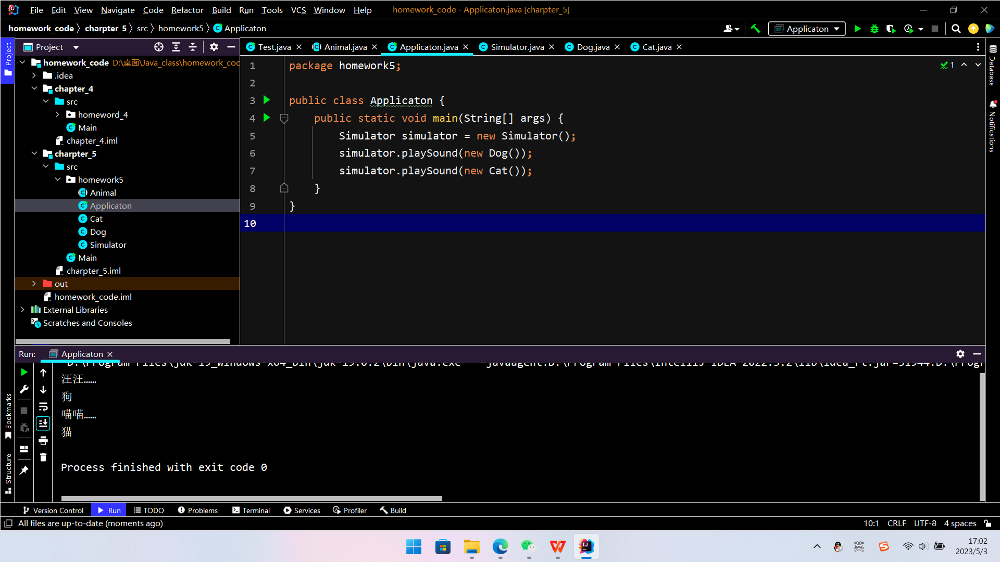 File Edit View Navigate Code Refactor Build Run Tools VCS Window Help homework_code - Applicaton.java [charpter_5]
homework_code charpter_5 src homework5 Applicaton Applicaton
Project
Project
homework_code D:\桌面\Java_class\homework_coo
.idea
chapter_4
src
homeword_4
Main
chapter_4.iml
charpter_5
src
homework5
Animal
Applicaton
Cat
Dog
Simulator
Main
charpter_5.iml
out
homework_code.iml
External Libraries
Scratches and Consoles
Test.java Animal.java Applicaton.java Simulator.java Dog.java Cat.java
1 package homework5; 1
2
3 public class Applicaton {
4 public static void main(String[] args) {
5 Simulator simulator = new Simulator();
6 simulator.playSound(new Dog());
7 simulator.playSound(new Cat());
8 }
9 }
10
Database
Notifications
Run: Applicaton
汪汪……
狗
喵喵……
猫
Process finished with exit code 0
Bookmarks
Structure
Version Control Run TODO Problems Terminal Services Profiler Build
All files are up-to-date (moments ago) 10:1 CRLF UTF-8 4 spaces
英
17:02
2023/5/3